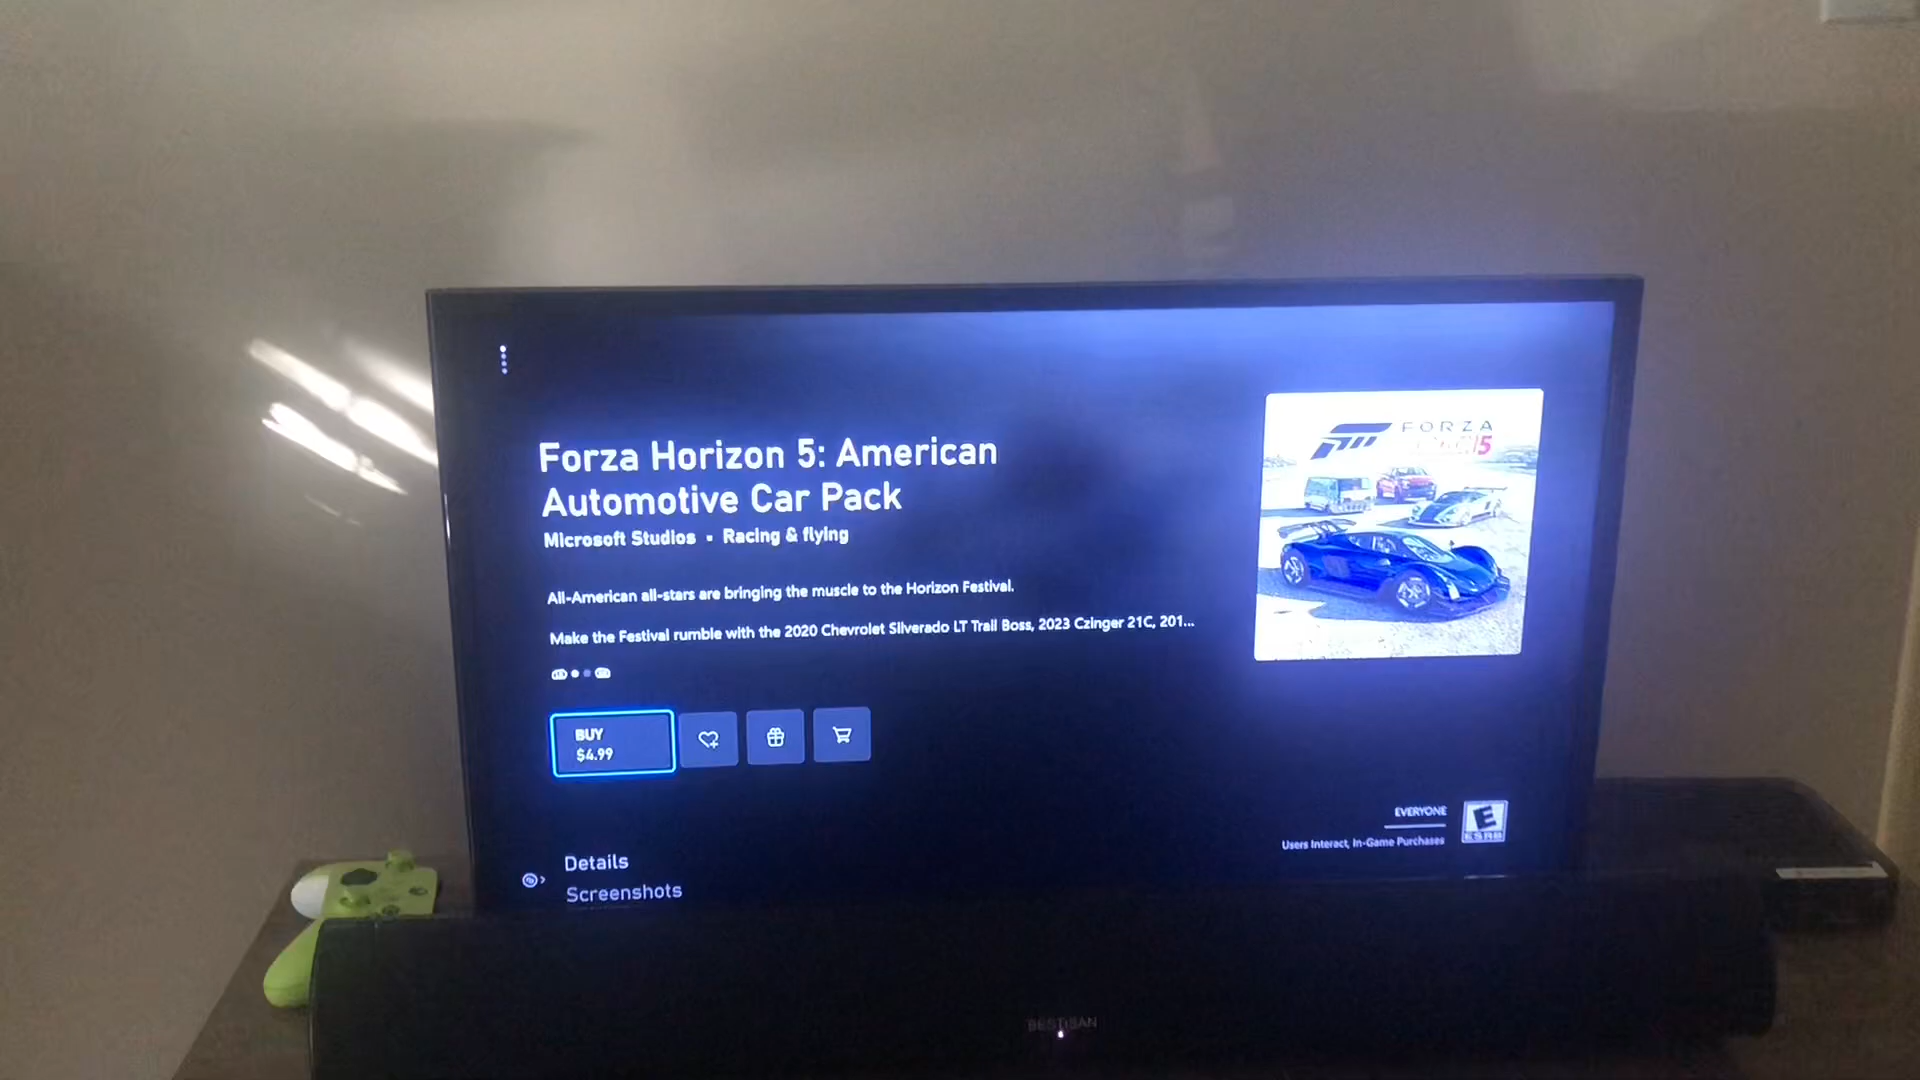 Forza Horizon 5: American
Automotive Car Pack
Microsoft Studios • Racing & flying
All-American all-stars are bringing the muscle to the Horizon Festival.
Make the Festival rumble with the 2020 Chevrolet Silverado LT Trail Boss, 2023 Czinger 21C, 201...
BUY
$4.99
FORZA
EVERYONE
Users Interact, In-Game Purchases
E
ESRB
Details
Screenshots
BESTISAN